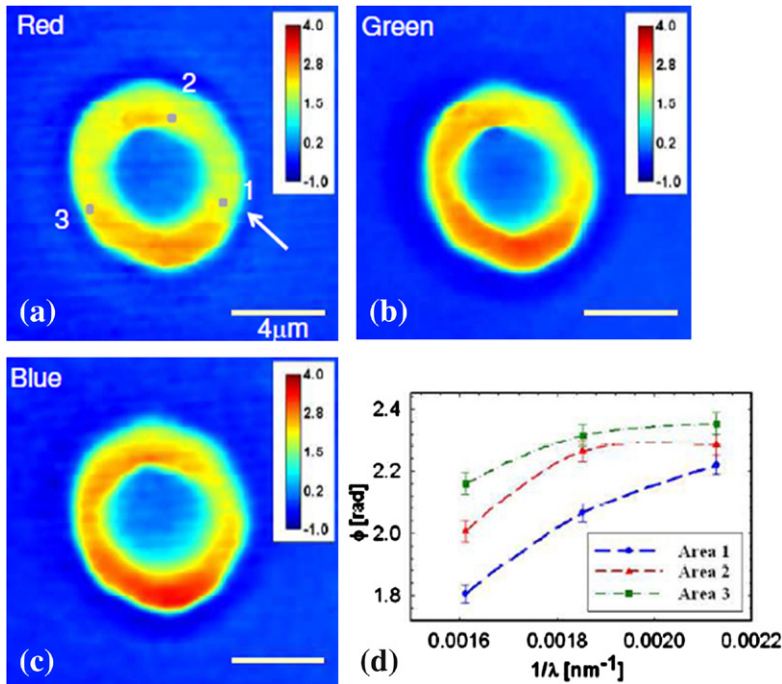 Red
4.0
2.8
1.5
0.2
-1.0
2
1
3
(a)
4μm
Green
4.0
2.8
1.5
0.2
-1.0
(b)
Blue
4.0
2.8
1.5
0.2
-1.0
(c)
2.4
2.2
2.0
1.8
ϕ [rad]
Area 1
Area 2
Area 3
0.0016
0.0018
0.0020
0.0022
1/λ [nm⁻¹]
(d)